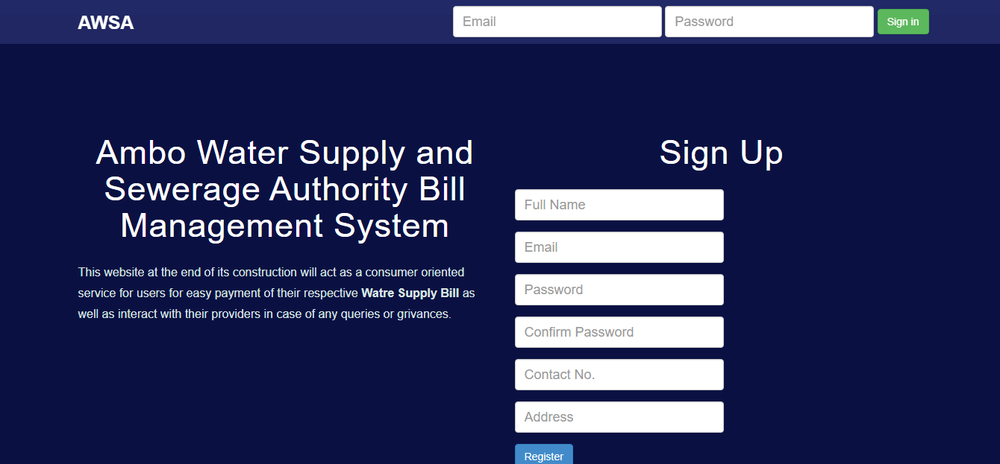 AWSA
Email
Password
Sign in
Ambo Water Supply and
Sewerage Authority Bill
Management System
This website at the end of its construction will act as a consumer oriented
service for users for easy payment of their respective Watre Supply Bill as
well as interact with their providers in case of any queries or grivances.
Sign Up
Full Name
Email
Password
Confirm Password
Contact No.
Address
Register